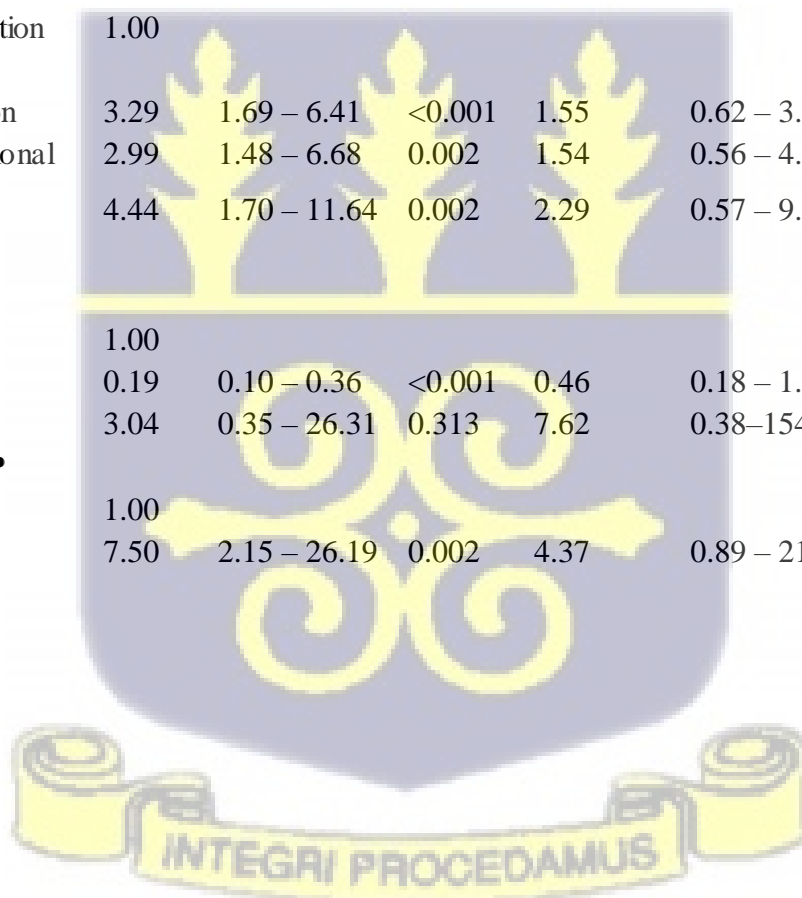 tion 1.00
n 3.29 1.69 – 6.41 <0.001 1.55 0.62 – 3.
onal 2.99 1.48 – 6.68 0.002 1.54 0.56 – 4.
4.44 1.70 – 11.64 0.002 2.29 0.57 – 9.
1.00
0.19 0.10 – 0.36 <0.001 0.46 0.18 – 1.
3.04 0.35 – 26.31 0.313 7.62 0.38–154
1.00
7.50 2.15 – 26.19 0.002 4.37 0.89 – 21
INTEGRI PROCEDAMUS